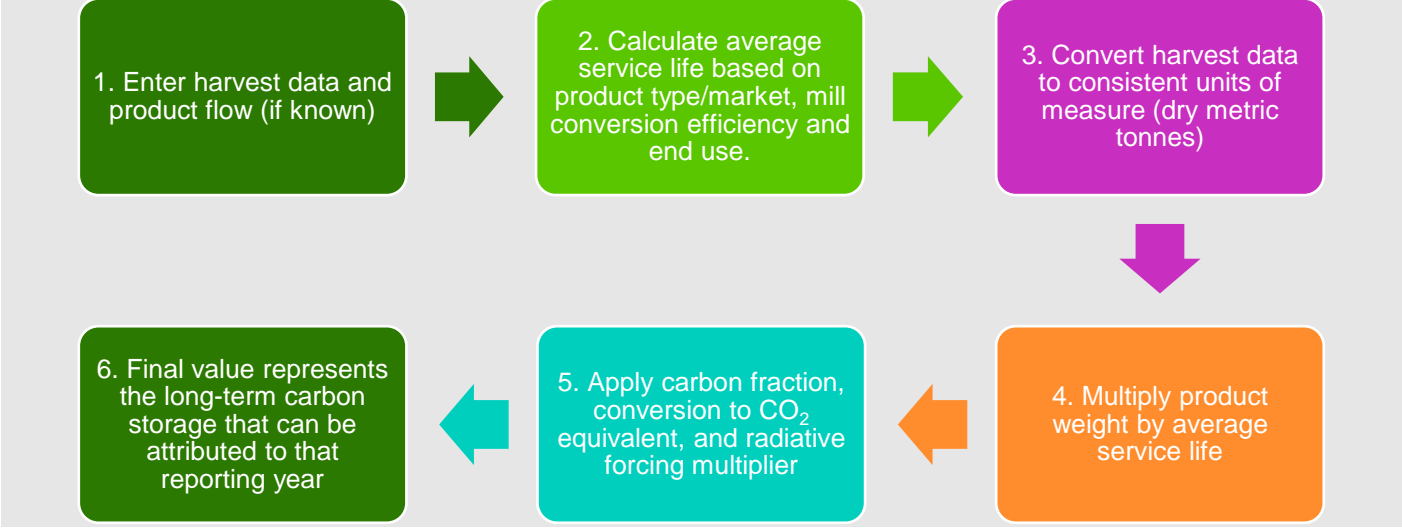 1. Enter harvest data and
product flow (if known)
2. Calculate average
service life based on
product type/market, mill
conversion efficiency and
end use.
3. Convert harvest data
to consistent units of
measure (dry metric
tonnes)
4. Multiply product
weight by average
service life
5. Apply carbon fraction,
conversion to CO₂
equivalent, and radiative
forcing multiplier
6. Final value represents
the long-term carbon
storage that can be
attributed to that
reporting year